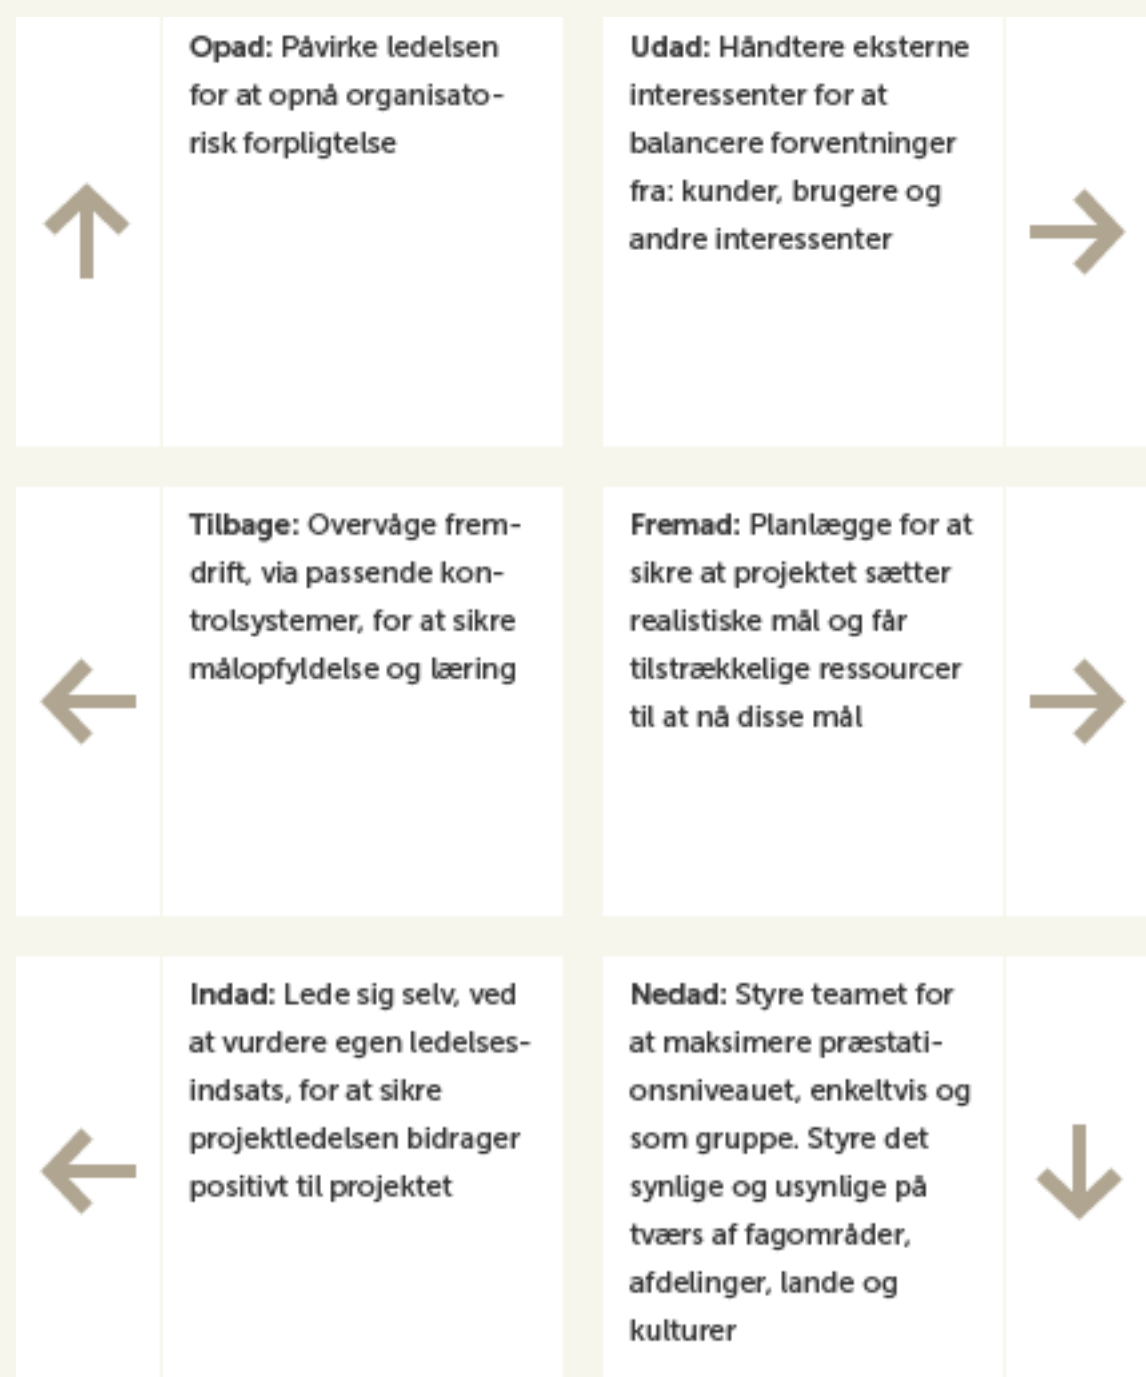 Opad: Påvirke ledelsen
for at opnå organisato-
risk forpligtelse
Udad: Håndtere eksterne
interessenter for at
balancere forventninger
fra: kunder, brugere og
andre interessenter
Tilbage: Overvåge frem-
drift, via passende kon-
trolsystemer, for at sikre
målopfyldelse og læring
Fremad: Planlægge for at
sikre at projektet sætter
realistiske mål og får
tilstrækkelige ressourcer
til at nå disse mål
Indad: Lede sig selv, ved
at vurdere egen ledelses-
indsats, for at sikre
projektledelsen bidrager
positivt til projektet
Nedad: Styre teamet for
at maksimere præstati-
onsniveauet, enkeltvis og
som gruppe. Styre det
synlige og usynlige på
tværs af fagområder,
afdelinger, lande og
kulturer